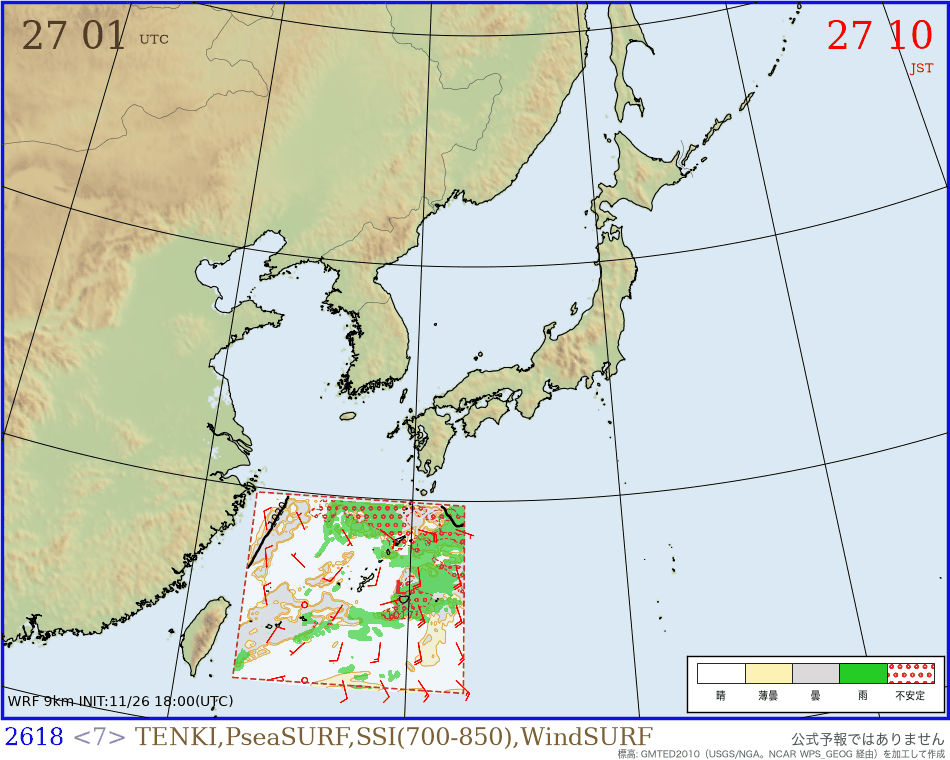 27 01 UTC
27 10
JST
晴 薄曇 曇 雨 不安定
WRF 9km INIT:11/26 18:00(UTC)
2618 <7> TENKI,PseaSURF,SSI(700-850),WindSURF
公式予報ではありません
標高: GMTED2010（USGS/NGA。NCAR WPS_GEOG 経由）を加工して作成